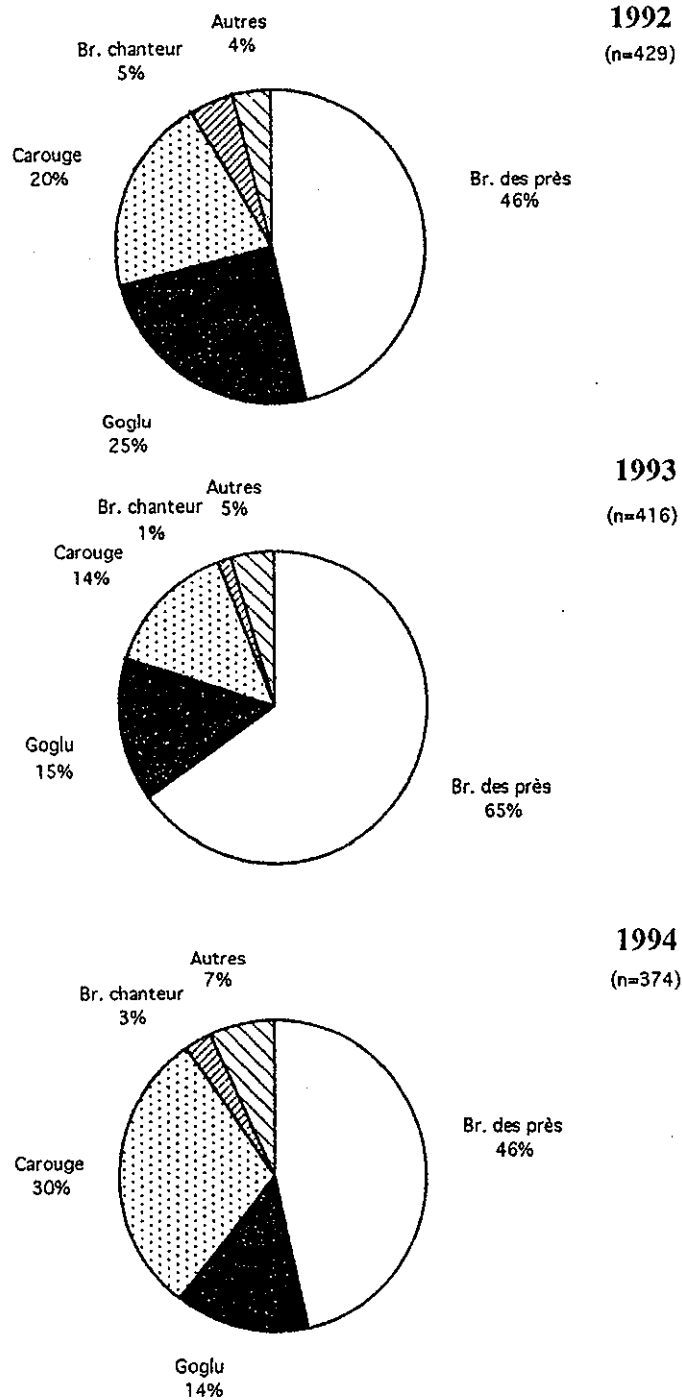 1992
(n=429)
Autres
4%
Br. chanteur
5%
Carouge
20%
Br. des près
46%
Goglu
25%
1993
(n=416)
Autres
5%
Br. chanteur
1%
Carouge
14%
Goglu
15%
Br. des près
65%
1994
(n=374)
Autres
7%
Br. chanteur
3%
Br. des près
46%
Carouge
30%
Goglu
14%